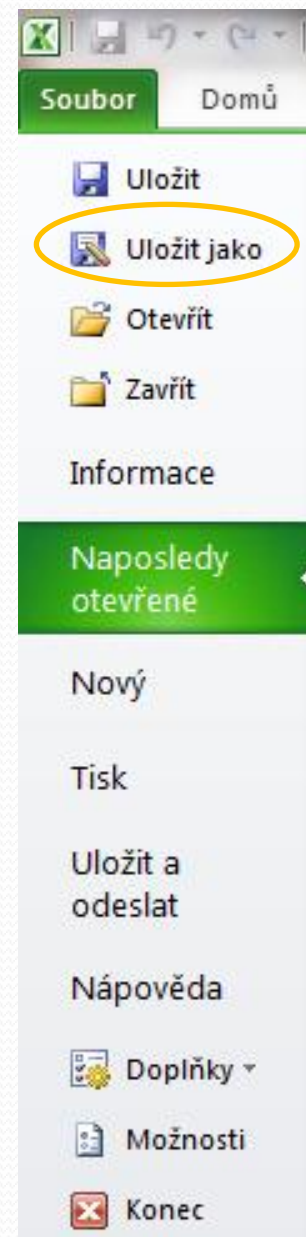 Soubor Domů
Uložit
Uložit jako
Otevřít
Zavřít
Informace
Naposledy
otevřené
Nový
Tisk
Uložit a
odeslat
Nápověda
Doplňky
Možnosti
Konec